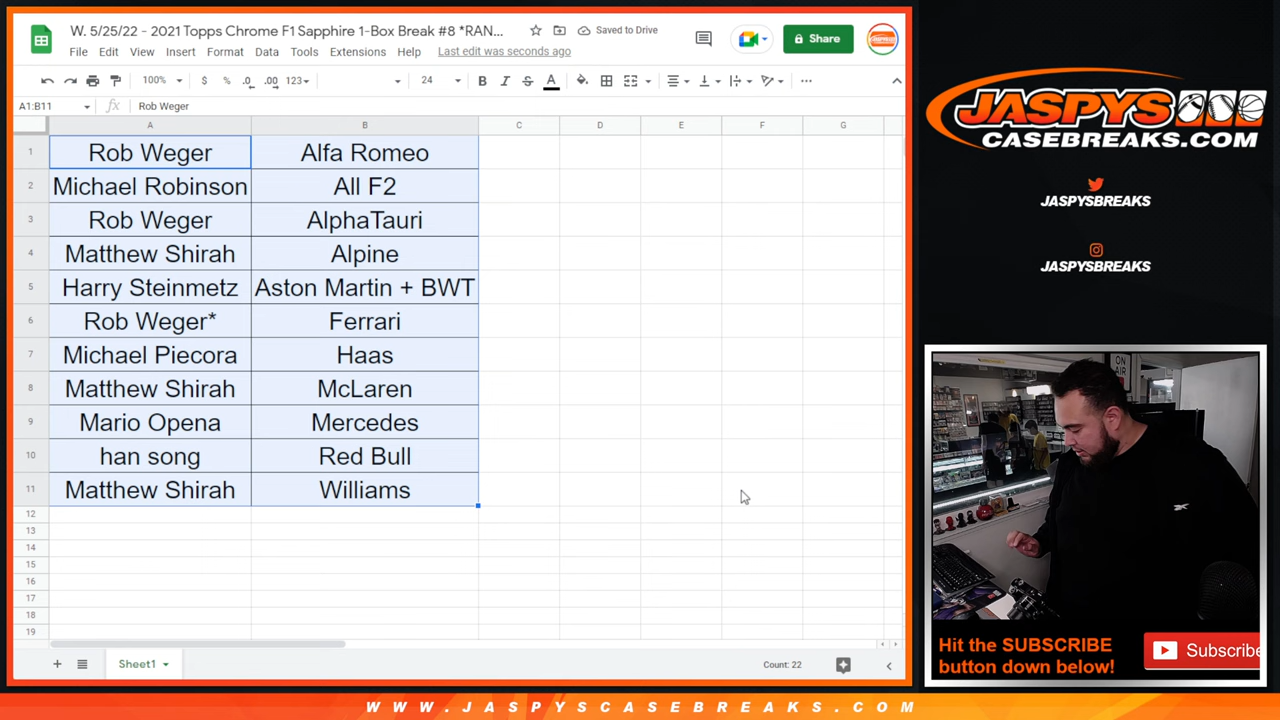 W. 5/25/22 - 2021 Topps Chrome F1 Sapphire 1-Box Break #8 *RAN...
Saved to Drive
Share
File Edit View Insert Format Data Tools Extensions Help Last edit was seconds ago
100% $ % .0 .00 123 24 B I S A
A1:B11 fx Rob Weger
A B C D E F G
1 Rob Weger Alfa Romeo
2 Michael Robinson All F2
3 Rob Weger AlphaTauri
4 Matthew Shirah Alpine
5 Harry Steinmetz Aston Martin + BWT
6 Rob Weger* Ferrari
7 Michael Piecora Haas
8 Matthew Shirah McLaren
9 Mario Opena Mercedes
10 han song Red Bull
11 Matthew Shirah Williams
12
13
14
15
16
17
18
19
+ Sheet1 Count: 22
JASPYS
CASEBREAKS.COM
JASPYSBREAKS
JASPYSBREAKS
ON
AIR
Hit the SUBSCRIBE
button down below!
Subscribe
WWW.JASPYSCASEBREAKS.COM